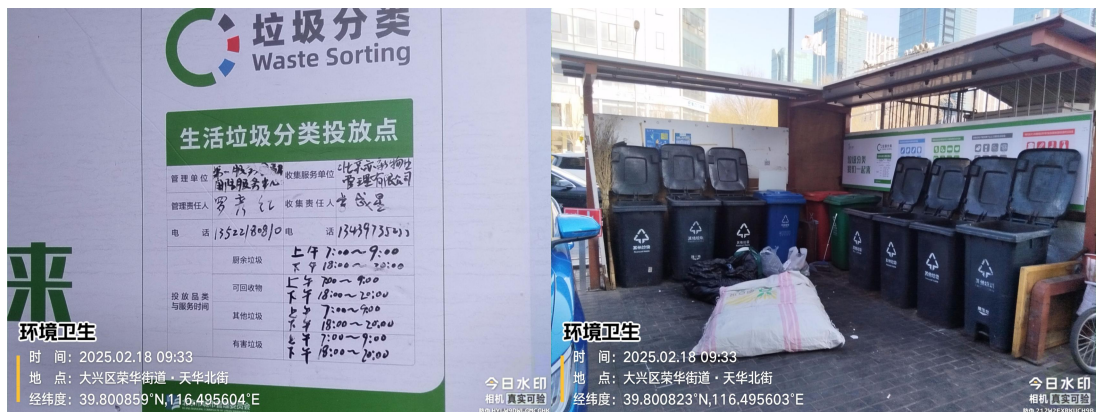 垃圾分类
Waste Sorting
生活垃圾分类投放点
管理单位
收集服务单位
管理有限公司
管理责任人
收集责任人
电 话 13522180810 电 话
厨余垃圾
上午 7:00~9:00
下午 18:00~20:00
投放品类
与服务时间
可回收物
上午 7:00~9:00
下午 18:00~20:00
其他垃圾
上午 7:00~9:00
下午 18:00~20:00
有害垃圾
上午 7:00~9:00
下午 18:00~20:00
来
环境卫生
时 间：2025.02.18 09:33
地 点：大兴区荣华街道·天华北街
经纬度：39.800859°N,116.495604°E
今日水印
相机 真实可验
环境卫生
时 间：2025.02.18 09:33
地 点：大兴区荣华街道·天华北街
经纬度：39.800823°N,116.495603°E
今日水印
相机 真实可验